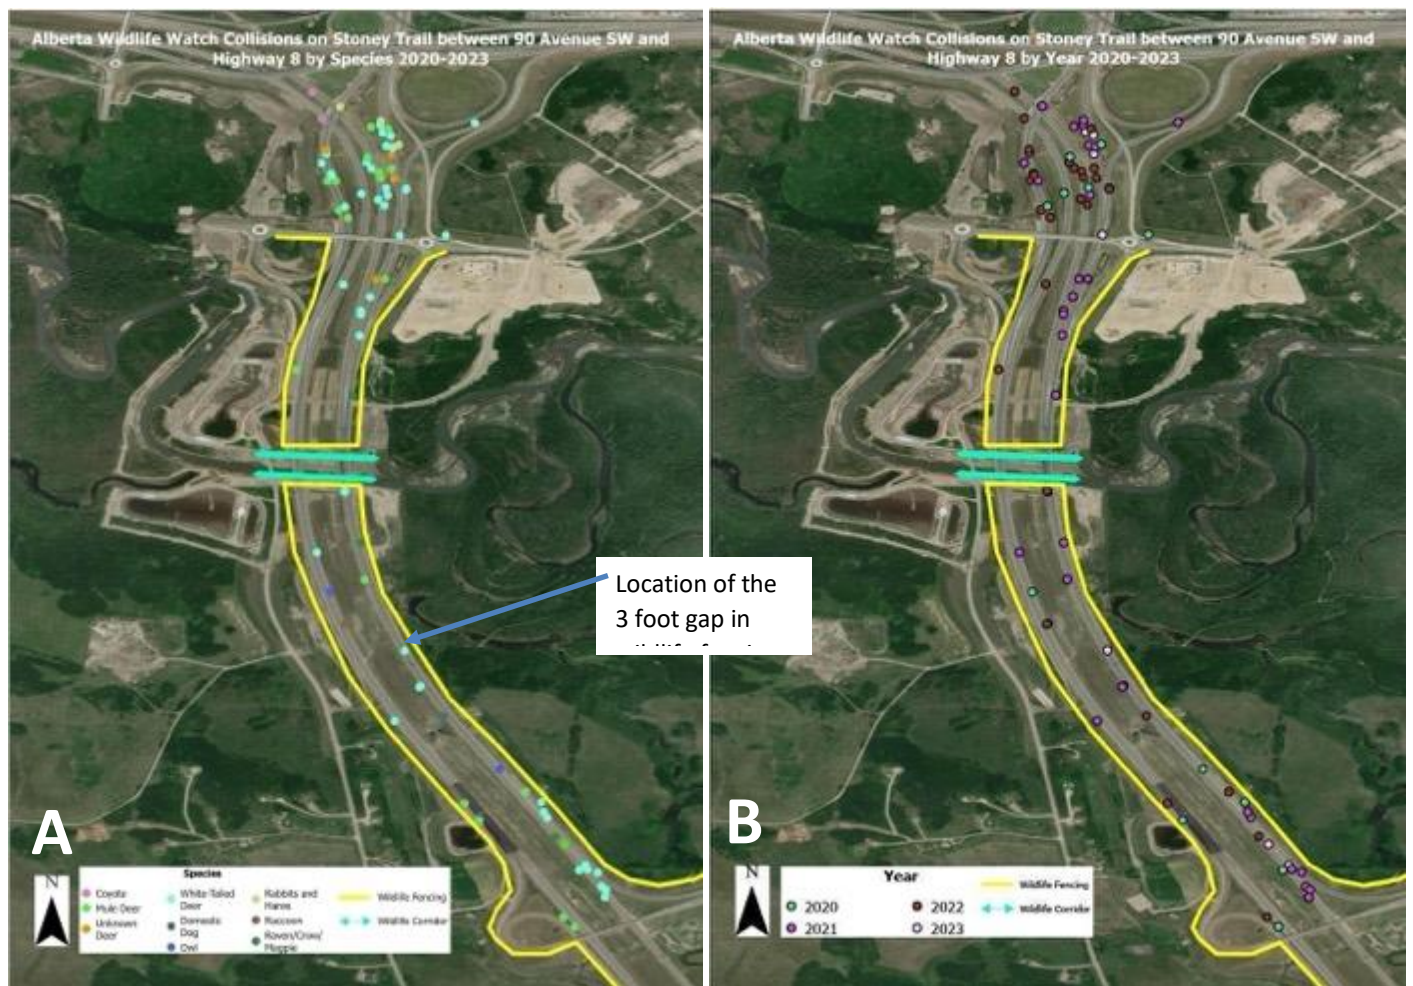 Alberta Wildlife Watch Collisions on Stoney Trail between 90 Avenue SW and
Highway 8 by Species 2020-2023
Alberta Wildlife Watch Collisions on Stoney Trail between 90 Avenue SW and
Highway 8 by Year 2020-2023
Location of the
3 foot gap in
A
N
Species
Coyote
Mule Deer
Unknown
Deer
White-Tailed
Deer
Domestic
Dog
Owl
Rabbits and
Hares
Raccoon
Raven/Crow/
Magpie
Wildlife Fencing
Wildlife Corridor
B
N
Year
2020
2021
2022
2023
Wildlife Fencing
Wildlife Corridor